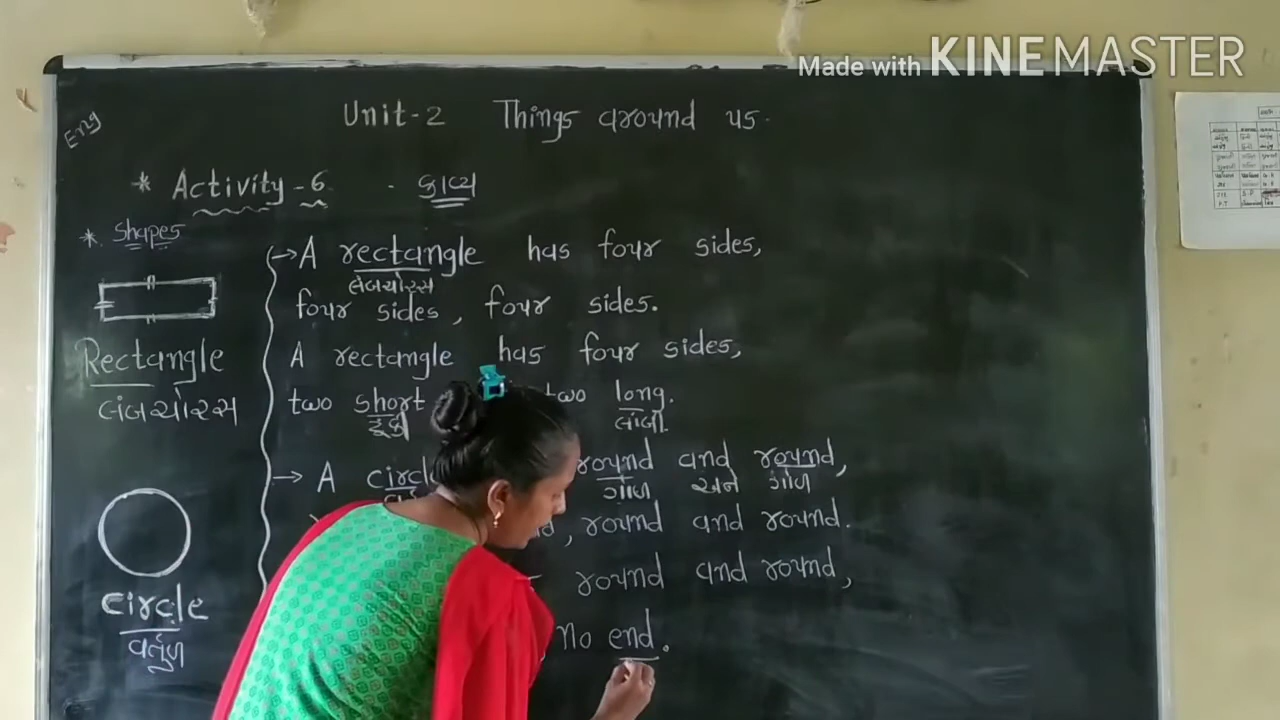 Made with KINEMASTER
Eng
Unit-2 Things around us.
* Activity-6 - કાવ્ય
* Shapes
Rectangle
લંબચોરસ
circle
વર્તુળ
→ A rectangle has four sides,
લંબચોરસ
four sides, four sides.
A rectangle has four sides,
two short two long.
ટૂંકી લાંબી.
→ A circle round and round,
ગોળ અને ગોળ
round and round.
round and round,
no end.